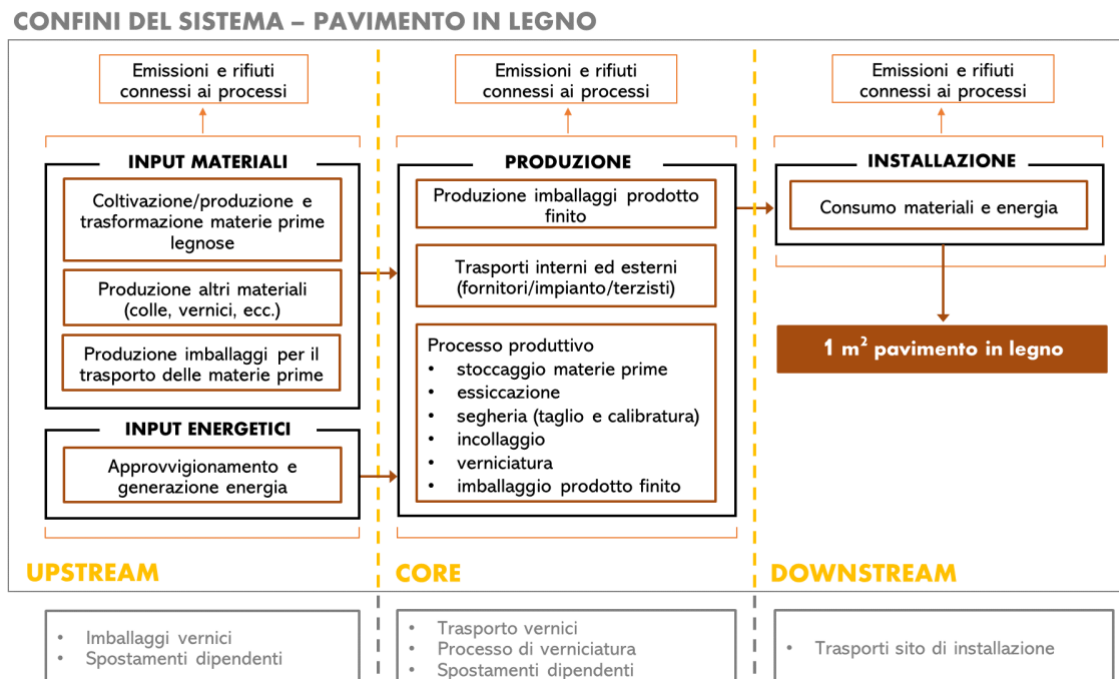 CONFINI DEL SISTEMA – PAVIMENTO IN LEGNO
Emissioni e rifiuti
connessi ai processi
INPUT MATERIALI
Coltivazione/produzione e
trasformazione materie prime
legnose
Produzione altri materiali
(colle, vernici, ecc.)
Produzione imballaggi per il
trasporto delle materie prime
INPUT ENERGETICI
Approvvigionamento e
generazione energia
UPSTREAM
• Imballaggi vernici
• Spostamenti dipendenti
Emissioni e rifiuti
connessi ai processi
PRODUZIONE
Produzione imballaggi prodotto
finito
Trasporti interni ed esterni
(fornitori/impianto/terzisti)
Processo produttivo
• stoccaggio materie prime
• essiccazione
• segheria (taglio e calibratura)
• incollaggio
• verniciatura
• imballaggio prodotto finito
CORE
• Trasporto vernici
• Processo di verniciatura
• Spostamenti dipendenti
Emissioni e rifiuti
connessi ai processi
INSTALLAZIONE
Consumo materiali e energia
1 m² pavimento in legno
DOWNSTREAM
• Trasporti sito di installazione